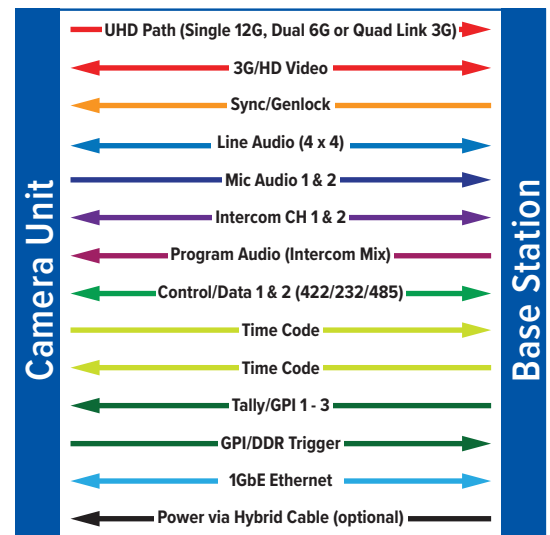 UHD Path (Single 12G, Dual 6G or Quad Link 3G)
3G/HD Video
Sync/Genlock
Line Audio (4 x 4)
Mic Audio 1 & 2
Intercom CH 1 & 2
Program Audio (Intercom Mix)
Control/Data 1 & 2 (422/232/485)
Time Code
Time Code
Tally/GPI 1 - 3
GPI/DDR Trigger
1GbE Ethernet
Power via Hybrid Cable (optional)
Camera Unit
Base Station